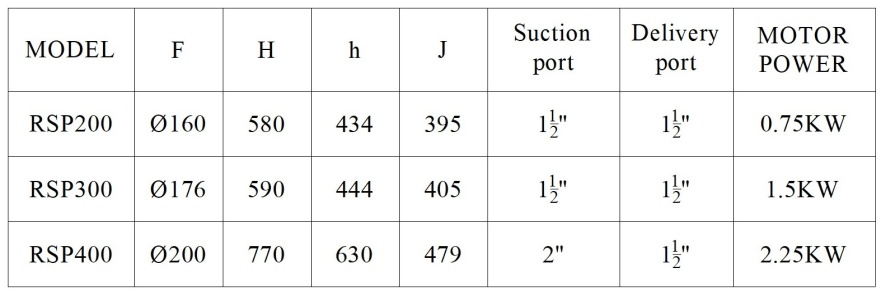 MODEL F H h J Suction port Delivery port MOTOR POWER
RSP200 Ø160 580 434 395 1½" 1½" 0.75KW
RSP300 Ø176 590 444 405 1½" 1½" 1.5KW
RSP400 Ø200 770 630 479 2" 1½" 2.25KW